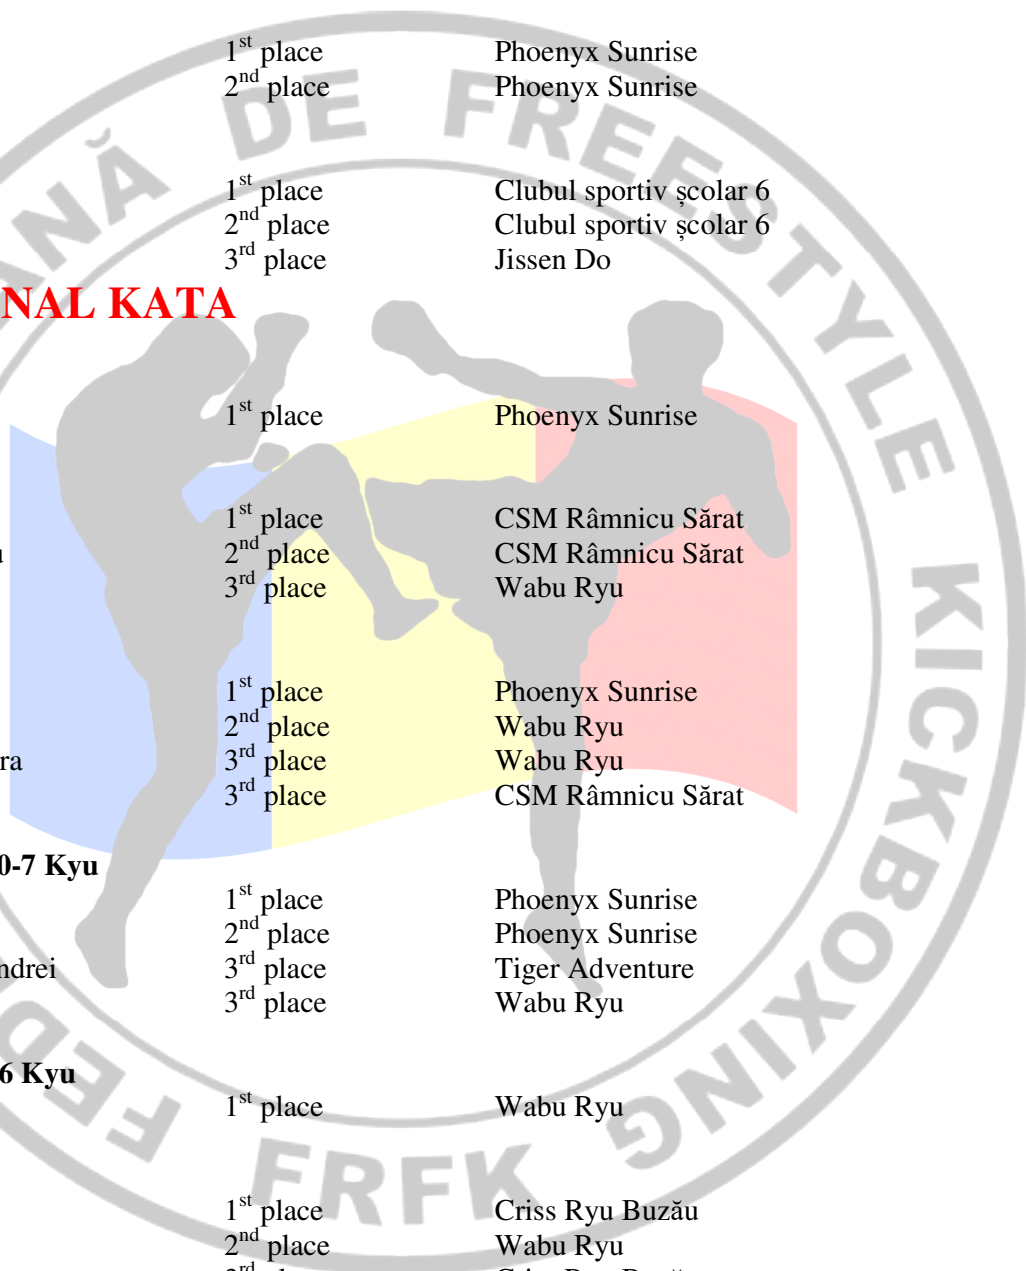 1st place Phoenyx Sunrise
2nd place Phoenyx Sunrise
1st place Clubul sportiv școlar 6
2nd place Clubul sportiv școlar 6
3rd place Jissen Do
NAL KATA
1st place Phoenyx Sunrise
1st place CSM Râmnicu Sărat
2nd place CSM Râmnicu Sărat
3rd place Wabu Ryu
1st place Phoenyx Sunrise
2nd place Wabu Ryu
ra 3rd place Wabu Ryu
3rd place CSM Râmnicu Sărat
0-7 Kyu
1st place Phoenyx Sunrise
2nd place Phoenyx Sunrise
ndrei 3rd place Tiger Adventure
3rd place Wabu Ryu
6 Kyu
1st place Wabu Ryu
1st place Criss Ryu Buzău
2nd place Wabu Ryu
ANĂ DE FREESTYLE KICKBOXING
FED
FRFK